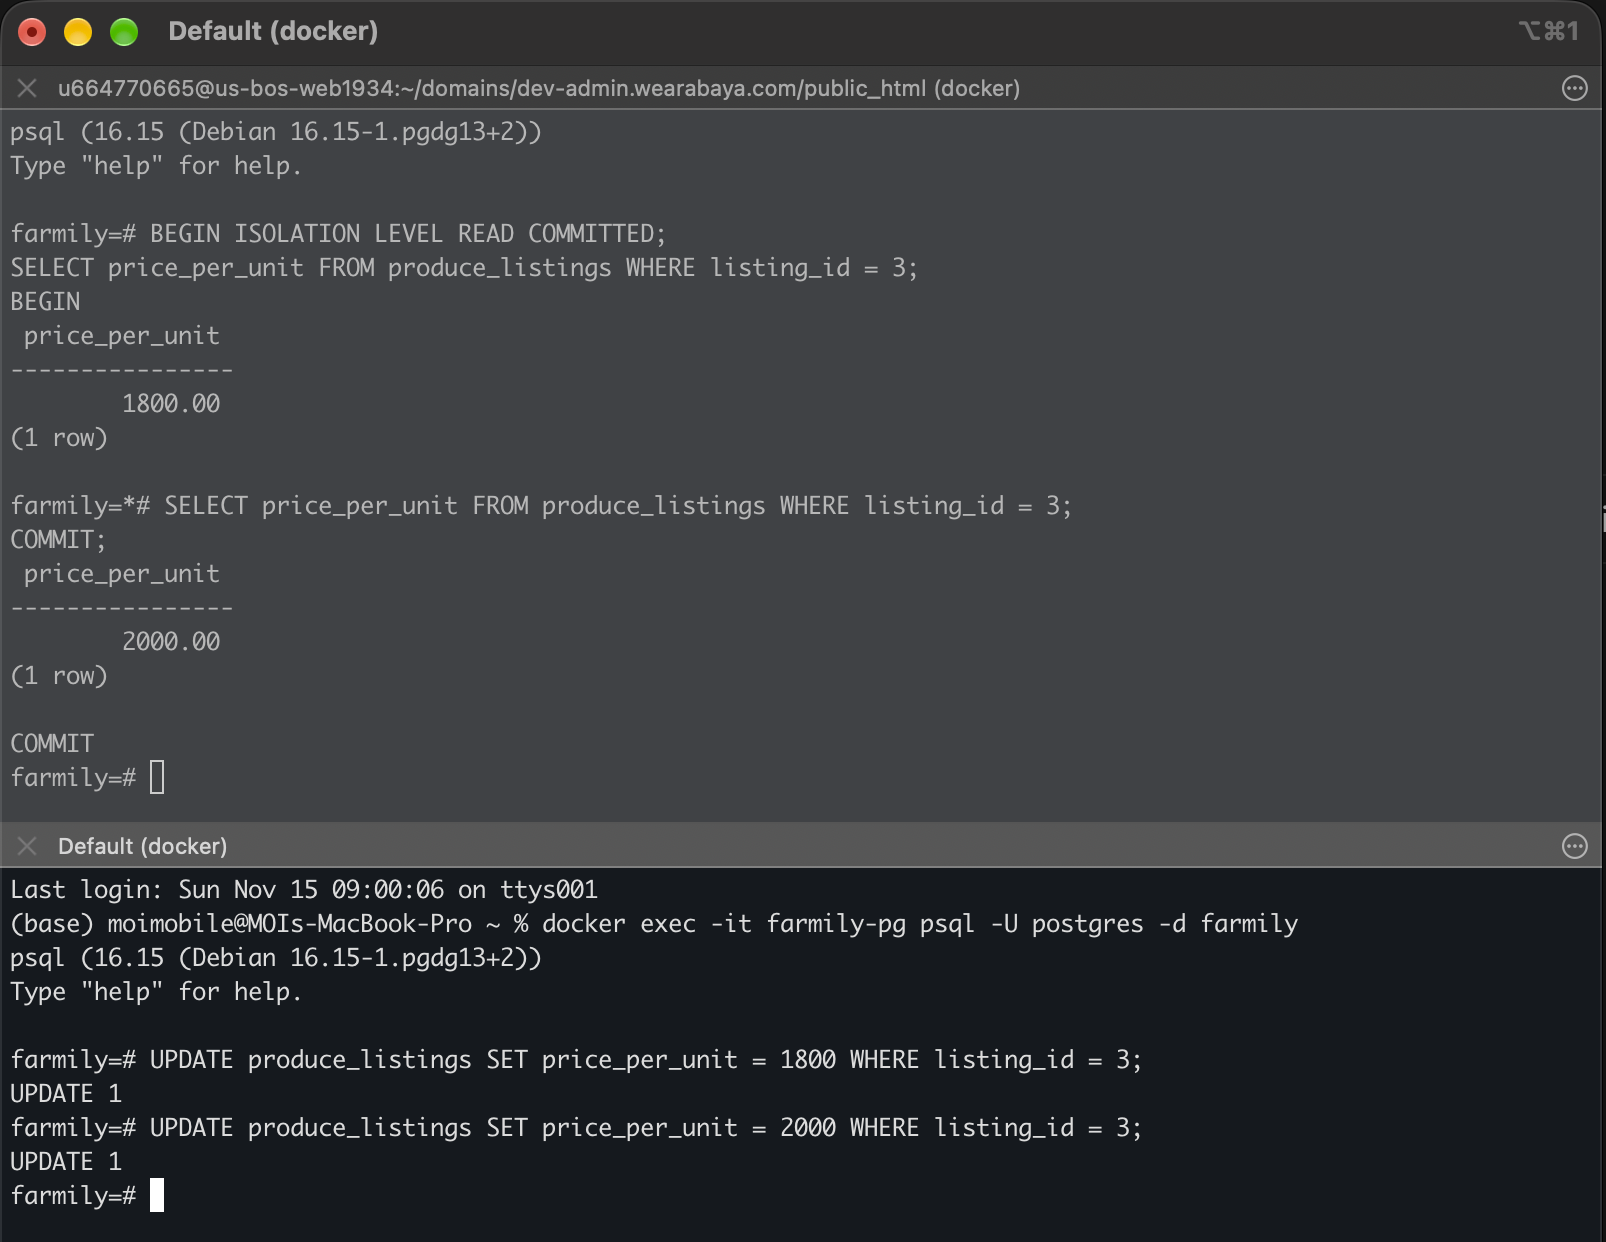 Default (docker)
⌥⌘1
u664770665@us-bos-web1934:~/domains/dev-admin.wearabaya.com/public_html (docker)
psql (16.15 (Debian 16.15-1.pgdg13+2))
Type "help" for help.
farmily=# BEGIN ISOLATION LEVEL READ COMMITTED;
SELECT price_per_unit FROM produce_listings WHERE listing_id = 3;
BEGIN
price_per_unit
----------------
1800.00
(1 row)
farmily=*# SELECT price_per_unit FROM produce_listings WHERE listing_id = 3;
COMMIT;
price_per_unit
----------------
2000.00
(1 row)
COMMIT
farmily=#
Default (docker)
Last login: Sun Nov 15 09:00:06 on ttys001
(base) moimobile@MOIs-MacBook-Pro ~ % docker exec -it farmily-pg psql -U postgres -d farmily
psql (16.15 (Debian 16.15-1.pgdg13+2))
Type "help" for help.
farmily=# UPDATE produce_listings SET price_per_unit = 1800 WHERE listing_id = 3;
UPDATE 1
farmily=# UPDATE produce_listings SET price_per_unit = 2000 WHERE listing_id = 3;
UPDATE 1
farmily=#